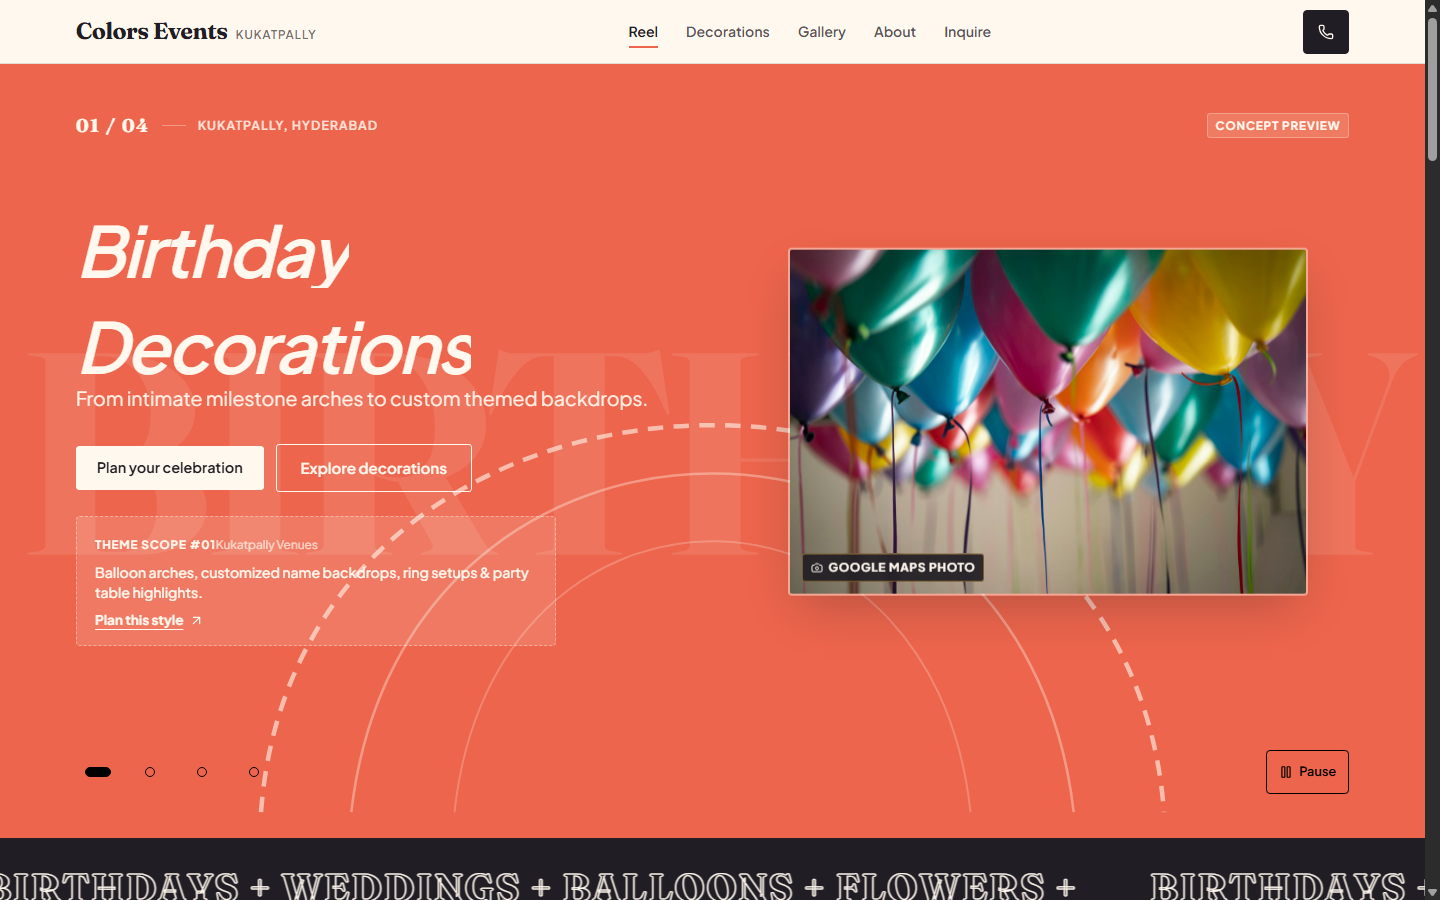 Colors Events KUKATPALLY
Reel Decorations Gallery About Inquire
01 / 04 KUKATPALLY, HYDERABAD
CONCEPT PREVIEW
Birthday
Decorations
From intimate milestone arches to custom themed backdrops.
Plan your celebration
Explore decorations
THEME SCOPE #01Kukatpally Venues
Balloon arches, customized name backdrops, ring setups & party
table highlights.
Plan this style
GOOGLE MAPS PHOTO
Pause
BIRTHDAYS + WEDDINGS + BALLOONS + FLOWERS + BIRTHDAYS +